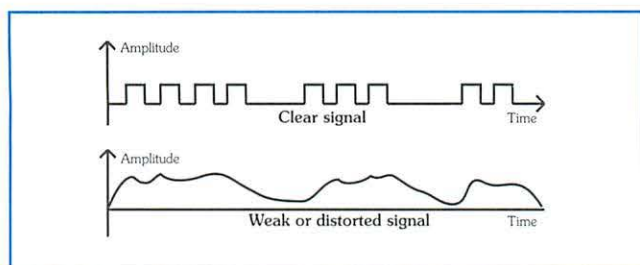 Amplitude
Clear signal
Time
Amplitude
Weak or distorted signal
Time